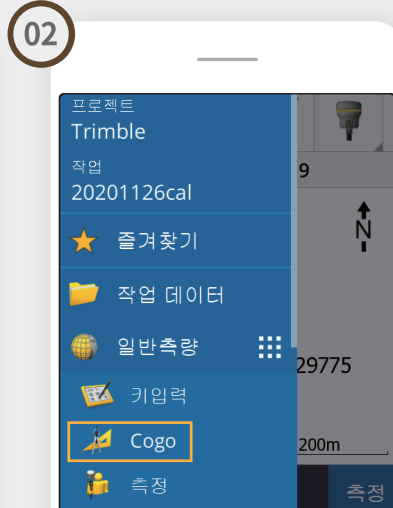 02
프로젝트
Trimble
작업
20201126cal
9
즐겨찾기
N
작업 데이터
일반측량
29775
키입력
Cogo
200m
측정
측정